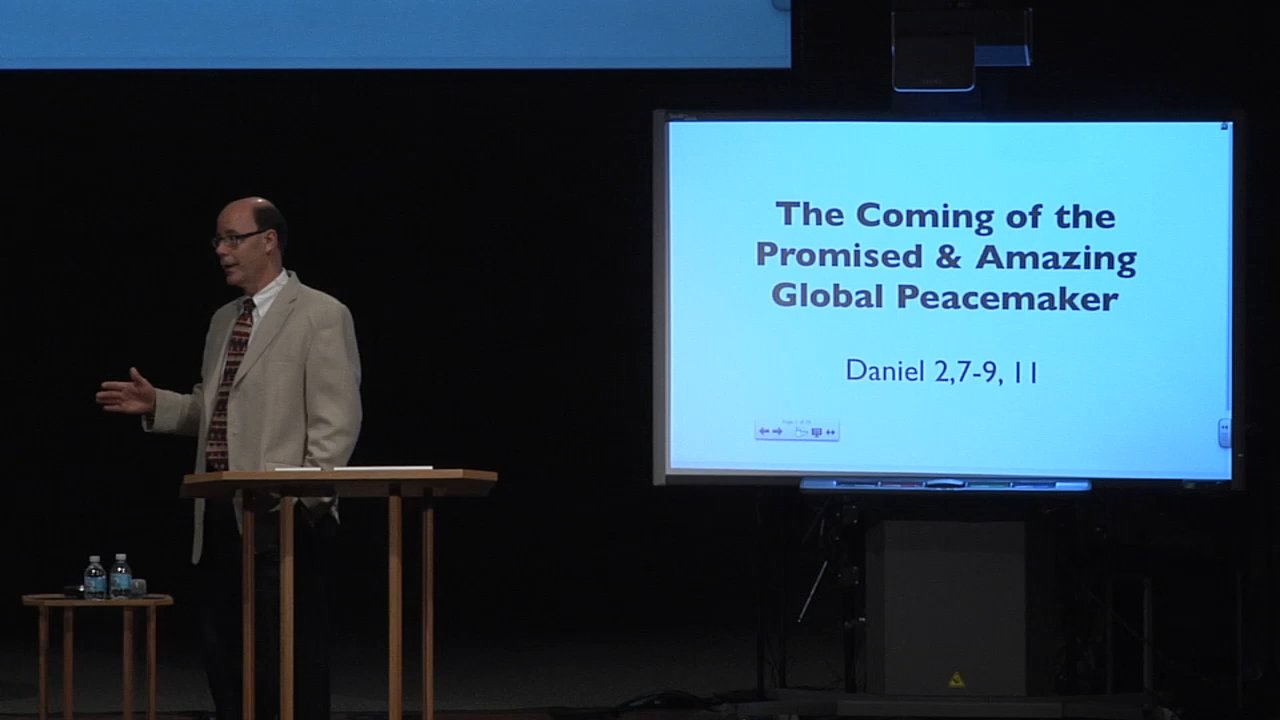 The Coming of the
Promised & Amazing
Global Peacemaker
Daniel 2,7-9, 11